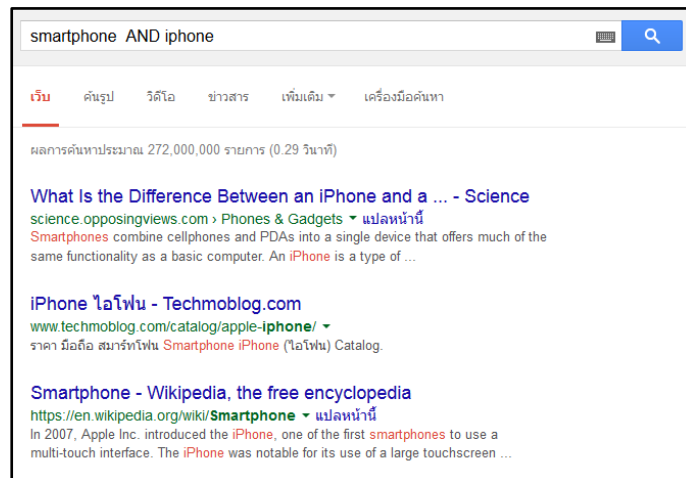 smartphone  AND iphone
เว็บ ค้นรูป วิดีโอ ข่าวสาร เพิ่มเติม เครื่องมือค้นหา
ผลการค้นหาประมาณ 272,000,000 รายการ (0.29 วินาที)
What Is the Difference Between an iPhone and a ... - Science
science.opposingviews.com › Phones & Gadgets แปลหน้านี้
Smartphones combine cellphones and PDAs into a single device that offers much of the
same functionality as a basic computer. An iPhone is a type of ...
iPhone ไอโฟน - Techmoblog.com
www.techmoblog.com/catalog/apple-iphone/
ราคา มือถือ สมาร์ทโฟน Smartphone iPhone (ไอโฟน) Catalog.
Smartphone - Wikipedia, the free encyclopedia
https://en.wikipedia.org/wiki/Smartphone แปลหน้านี้
In 2007, Apple Inc. introduced the iPhone, one of the first smartphones to use a
multi-touch interface. The iPhone was notable for its use of a large touchscreen ...